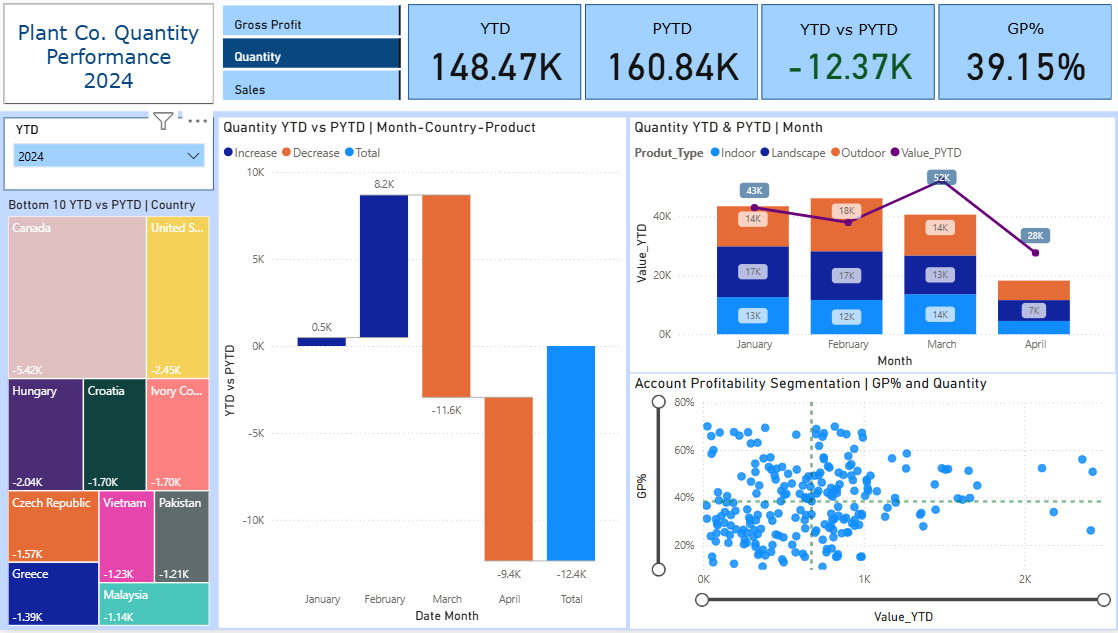 Plant Co. Quantity
Performance
2024
Gross Profit
Quantity
Sales
YTD
148.47K
PYTD
160.84K
YTD vs PYTD
-12.37K
GP%
39.15%
YTD
2024
Bottom 10 YTD vs PYTD | Country
Canada
-5.42K
United S...
-2.45K
Hungary
-2.04K
Croatia
-1.70K
Ivory Co...
-1.70K
Czech Republic
-1.57K
Vietnam
-1.23K
Pakistan
-1.21K
Greece
-1.39K
Malaysia
-1.14K
Quantity YTD vs PYTD | Month-Country-Product
Increase Decrease Total
YTD vs PYTD
10K
5K
0K
-5K
-10K
0.5K
8.2K
-11.6K
-9.4K
-12.4K
January February March April Total
Date Month
Quantity YTD & PYTD | Month
Produt_Type Indoor Landscape Outdoor Value_PYTD
Value_YTD
40K
20K
0K
43K
14K
17K
13K
18K
17K
12K
52K
14K
13K
14K
28K
7K
January February March April
Month
Account Profitability Segmentation | GP% and Quantity
GP%
80%
60%
40%
20%
0K 1K 2K
Value_YTD